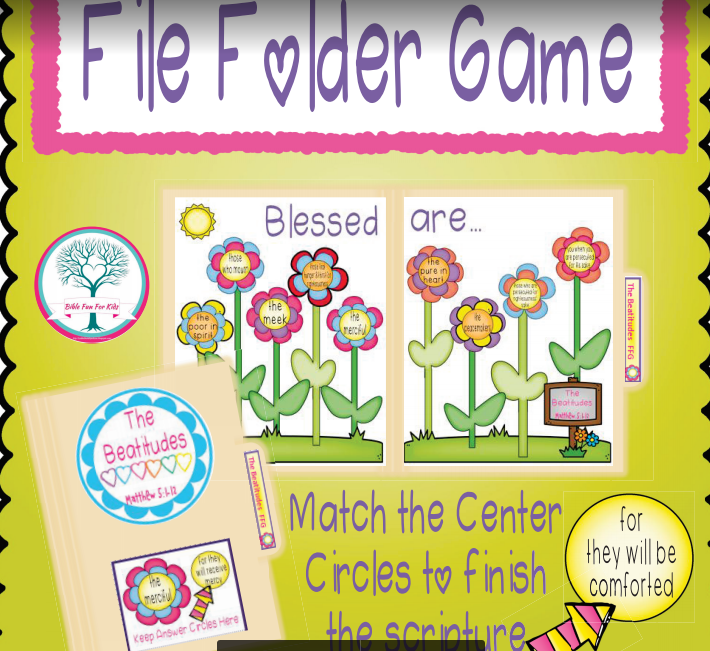 File Folder Game
Blessed are...
those
who mourn
those who
hunger & thirst for
righteousness
the
pure in
heart
you when you
are persecuted
for His sake
the
poor in
spirit
the
meek
the
merciful
the
peacemakers
those who are
persecuted for
righteousness'
sake
Bible Fun For Kids
The Beatitudes FFG
The
Beatitudes
Matthew 5:1-12
The
Beatitudes
Matthew 5:1-12
The Beatitudes FFG
the
merciful
for they
will receive
mercy
Keep Answer Circles Here
Match the Center
Circles to finish
the scripture
for
they will be
comforted